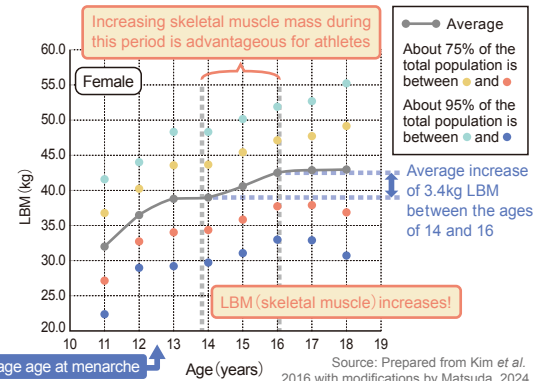 Increasing skeletal muscle mass during
this period is advantageous for athletes
Average
About 75% of the
total population is
between and
About 95% of the
total population is
between and
Female
LBM (kg)
60.0
55.0
50.0
45.0
40.0
35.0
30.0
25.0
20.0
Average increase
of 3.4kg LBM
between the ages
of 14 and 16
LBM (skeletal muscle) increases!
10 11 12 13 14 15 16 17 18 19
age age at menarche
Age (years)
Source: Prepared from Kim et al.
2016 with modifications by Matsuda, 2024